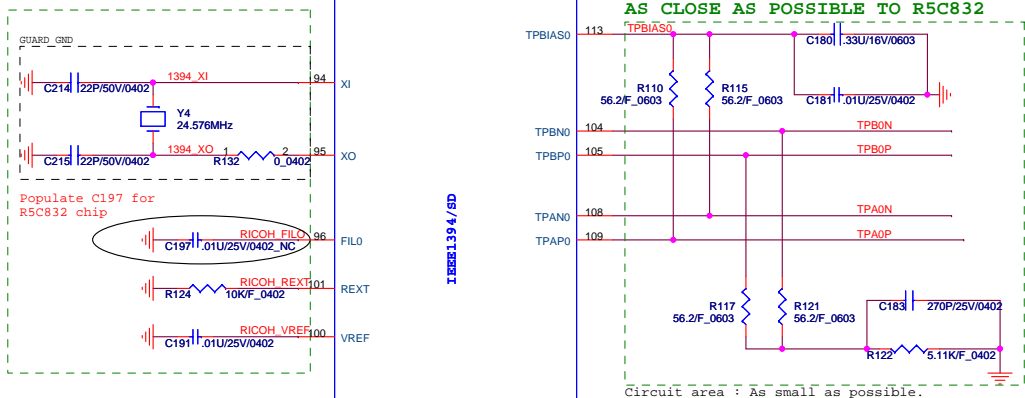 AS CLOSE AS POSSIBLE TO R5C832
GUARD GND
C214 22P/50V/0402
1394_XI
94
XI
Y4
24.576MHz
C215 22P/50V/0402
1394_XO
1
R132
2
0_0402
95
XO
Populate C197 for
R5C832 chip
C197 .01U/25V/0402_NC
RICOH_FILO
96
FIL0
R124
10K/F_0402
RICOH_REXT
101
REXT
C191 .01U/25V/0402
RICOH_VREF
100
VREF
IEEE1394/SD
TPBIAS0
113
TPBIAS0
C180 .33U/16V/0603
R110
56.2/F_0603
R115
56.2/F_0603
C181 .01U/25V/0402
TPBN0
104
TPB0N
TPBP0
105
TPB0P
TPAN0
108
TPA0N
TPAP0
109
TPA0P
R117
56.2/F_0603
R121
56.2/F_0603
C183
270P/25V/0402
R122
5.11K/F_0402
Circuit area : As small as possible.